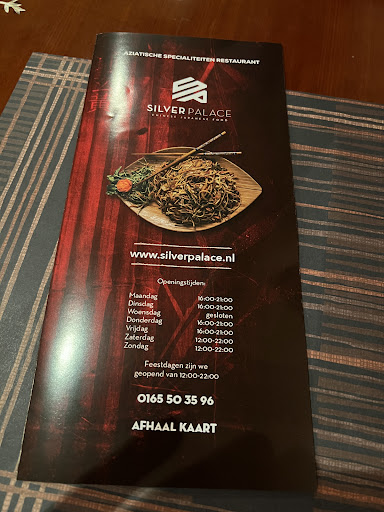 AZIATISCHE SPECIALITEITEN RESTAURANT
SILVER PALACE
CHINESE JAPANESE FOOD
www.silverpalace.nl
Openingstijden:
Maandag 16:00-21:00
Dinsdag 16:00-21:00
Woensdag gesloten
Donderdag 16:00-21:00
Vrijdag 16:00-21:00
Zaterdag 12:00-22:00
Zondag 12:00-22:00
Feestdagen zijn we
geopend van 12:00-22:00
0165 50 35 96
AFHAAL KAART